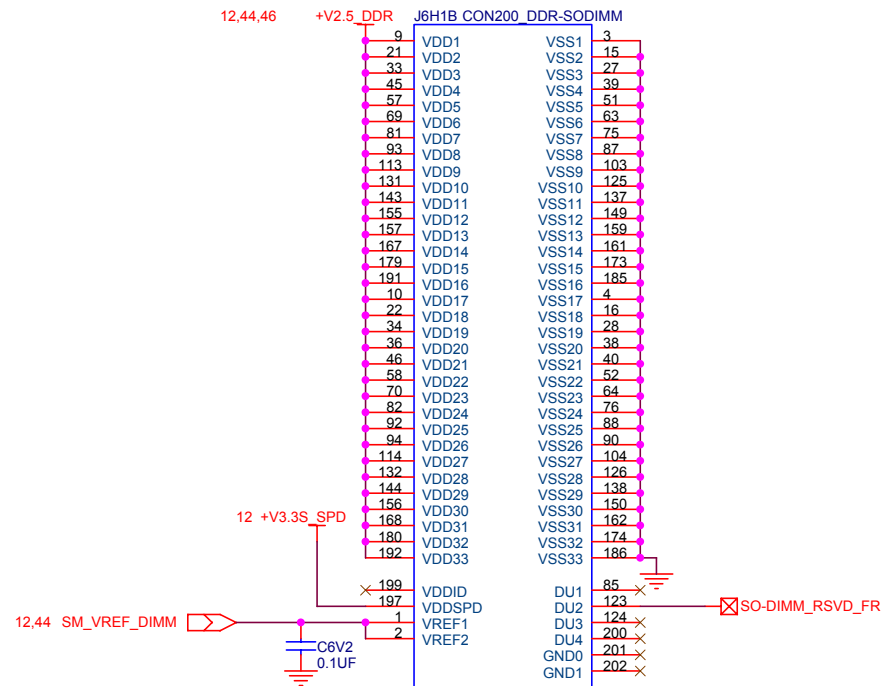 12,44,46 +V2.5_DDR J6H1B CON200_DDR-SODIMM
9 VDD1 VSS1 3
21 VDD2 VSS2 15
33 VDD3 VSS3 27
45 VDD4 VSS4 39
57 VDD5 VSS5 51
69 VDD6 VSS6 63
81 VDD7 VSS7 75
93 VDD8 VSS8 87
113 VDD9 VSS9 103
131 VDD10 VSS10 125
143 VDD11 VSS11 137
155 VDD12 VSS12 149
157 VDD13 VSS13 159
167 VDD14 VSS14 161
179 VDD15 VSS15 173
191 VDD16 VSS16 185
10 VDD17 VSS17 4
22 VDD18 VSS18 16
34 VDD19 VSS19 28
36 VDD20 VSS20 38
46 VDD21 VSS21 40
58 VDD22 VSS22 52
70 VDD23 VSS23 64
82 VDD24 VSS24 76
92 VDD25 VSS25 88
94 VDD26 VSS26 90
114 VDD27 VSS27 104
132 VDD28 VSS28 126
144 VDD29 VSS29 138
156 VDD30 VSS30 150
12 +V3.3S_SPD 168 VDD31 VSS31 162
180 VDD32 VSS32 174
192 VDD33 VSS33 186
199 VDDID DU1 85
197 VDDSPD DU2 123 SO-DIMM_RSVD_FR
12,44 SM_VREF_DIMM 1 VREF1 DU3 124
2 VREF2 DU4 200
C6V2 GND0 201
0.1UF GND1 202